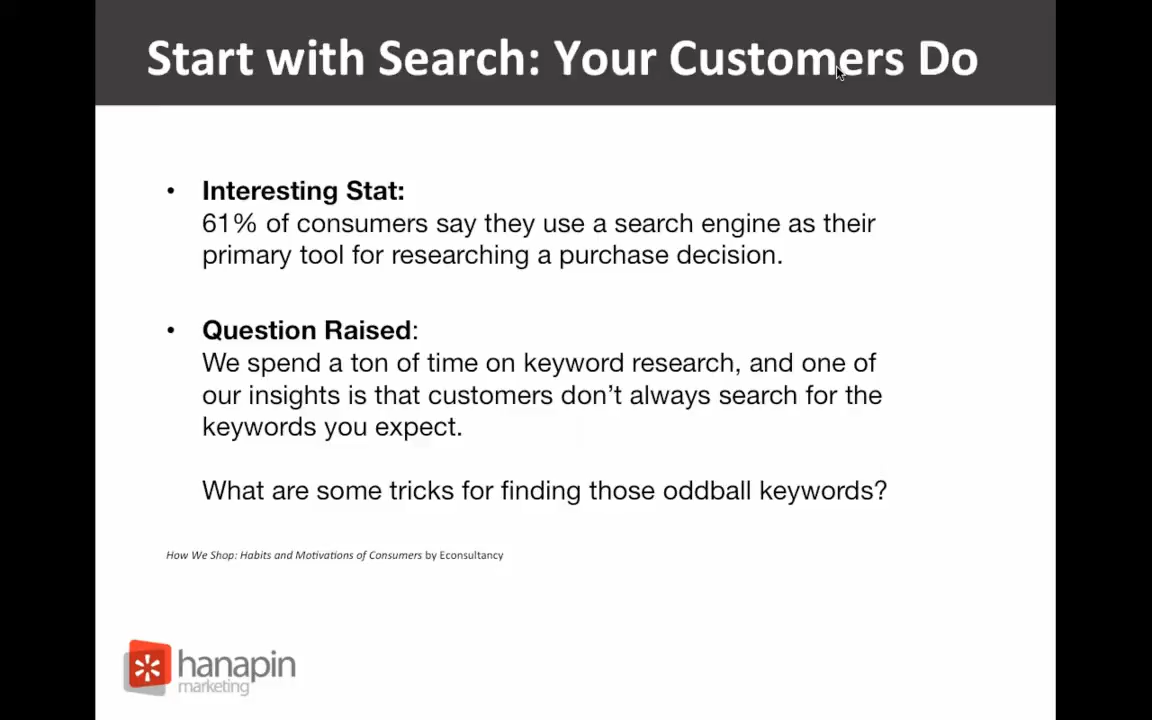 Start with Search: Your Customers Do
• Interesting Stat:
61% of consumers say they use a search engine as their
primary tool for researching a purchase decision.
• Question Raised:
We spend a ton of time on keyword research, and one of
our insights is that customers don’t always search for the
keywords you expect.
What are some tricks for finding those oddball keywords?
How We Shop: Habits and Motivations of Consumers by Econsultancy
hanapin
marketing